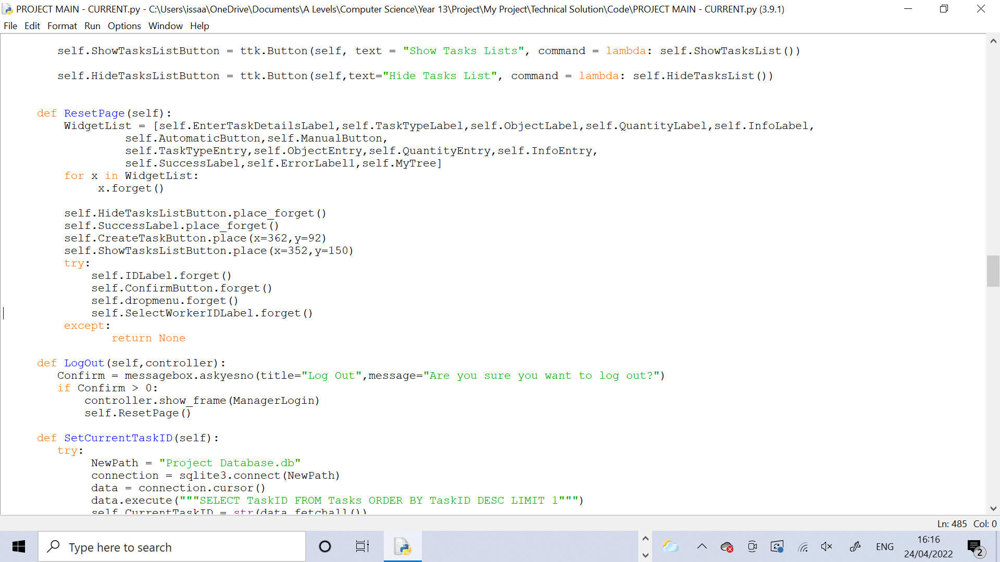 PROJECT MAIN - CURRENT.py - C:\Users\issaa\OneDrive\Documents\A Levels\Computer Science\Year 13\Project\My Project\Technical Solution\Code\PROJECT MAIN - CURRENT.py (3.9.1)
File Edit Format Run Options Window Help
self.ShowTasksListButton = ttk.Button(self, text = "Show Tasks Lists", command = lambda: self.ShowTasksList())
self.HideTasksListButton = ttk.Button(self,text="Hide Tasks List", command = lambda: self.HideTasksList())
def ResetPage(self):
WidgetList = [self.EnterTaskDetailsLabel,self.TaskTypeLabel,self.ObjectLabel,self.QuantityLabel,self.InfoLabel,
self.AutomaticButton,self.ManualButton,
self.TaskTypeEntry,self.ObjectEntry,self.QuantityEntry,self.InfoEntry,
self.SuccessLabel,self.ErrorLabel1,self.MyTree]
for x in WidgetList:
x.forget()
self.HideTasksListButton.place_forget()
self.SuccessLabel.place_forget()
self.CreateTaskButton.place(x=362,y=92)
self.ShowTasksListButton.place(x=352,y=150)
try:
self.IDLabel.forget()
self.ConfirmButton.forget()
self.dropmenu.forget()
self.SelectWorkerIDLabel.forget()
except:
return None
def LogOut(self,controller):
Confirm = messagebox.askyesno(title="Log Out",message="Are you sure you want to log out?")
if Confirm > 0:
controller.show_frame(ManagerLogin)
self.ResetPage()
def SetCurrentTaskID(self):
try:
NewPath = "Project Database.db"
connection = sqlite3.connect(NewPath)
data = connection.cursor()
data.execute("""SELECT TaskID FROM Tasks ORDER BY TaskID DESC LIMIT 1""")
self.CurrentTaskID = str(data.fetchall())
Ln: 485 Col: 0
Type here to search
ENG
16:16
24/04/2022
2